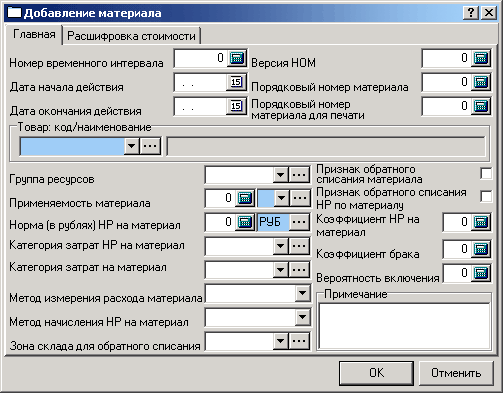 Добавление материала
Главная
Расшифровка стоимости
Номер временного интервала 0
Версия НОМ 0
Дата начала действия . . 15
Порядковый номер материала 0
Дата окончания действия . . 15
Порядковый номер
материала для печати 0
Товар: код/наименование
Группа ресурсов
Признак обратного
списания материала
Применяемость материала 0
Признак обратного списания
НР по материалу
Норма (в рублях) НР на материал 0 РУБ
Коэффициент НР на
материал 0
Категория затрат НР на материал
Коэффициент брака 0
Категория затрат на материал
Вероятность включения 0
Метод измерения расхода материала
Примечание
Метод начисления НР на материал
Зона склада для обратного списания
OK
Отменить